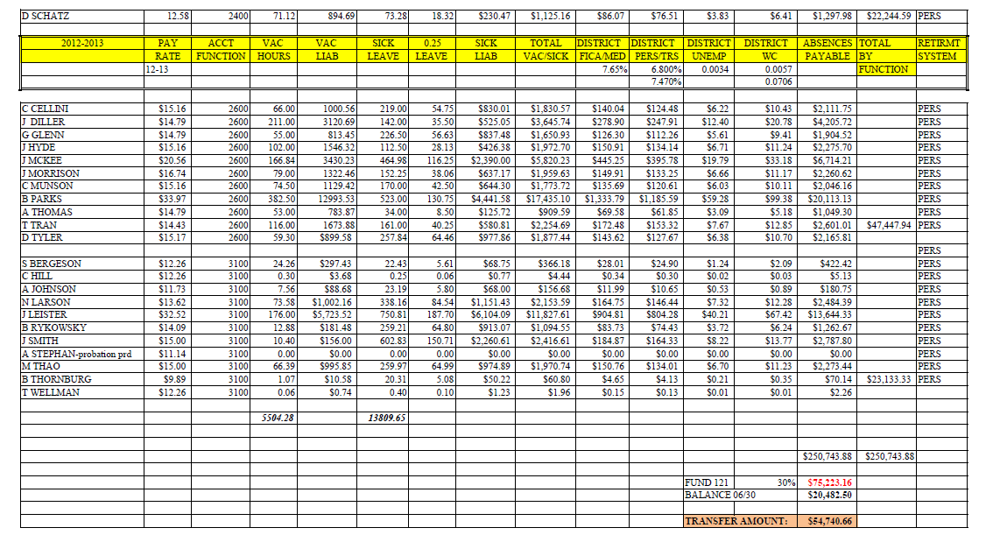 D SCHATZ 12.58 2400 71.12 894.69 73.28 18.32 $230.47 $1,125.16 $86.07 $76.51 $3.83 $6.41 $1,297.98 $22,244.59 PERS
2012-2013 PAY ACCT VAC VAC SICK 0.25 SICK TOTAL DISTRICT DISTRICT DISTRICT DISTRICT ABSENCES TOTAL RETIRMT
RATE FUNCTION HOURS LIAB LEAVE LEAVE LIAB VAC/SICK FICA/MED PERS/TRS UNEMP WC PAYABLE BY SYSTEM
12-13 7.65% 6.800% 0.0034 0.0057 FUNCTION
7.470% 0.0706
C CELLINI $15.16 2600 66.00 1000.56 219.00 54.75 $830.01 $1,830.57 $140.04 $124.48 $6.22 $10.43 $2,111.75 PERS
J DILLER $14.79 2600 211.00 3120.69 142.00 35.50 $525.05 $3,645.74 $278.90 $247.91 $12.40 $20.78 $4,205.72 PERS
G GLENN $14.79 2600 55.00 813.45 226.50 56.63 $837.48 $1,650.93 $126.30 $112.26 $5.61 $9.41 $1,904.52 PERS
J HYDE $15.16 2600 102.00 1546.32 112.50 28.13 $426.38 $1,972.70 $150.91 $134.14 $6.71 $11.24 $2,275.70 PERS
J MCKEE $20.56 2600 166.84 3430.23 464.98 116.25 $2,390.00 $5,820.23 $445.25 $395.78 $19.79 $33.18 $6,714.21 PERS
J MORRISON $16.74 2600 79.00 1322.46 152.25 38.06 $637.17 $1,959.63 $149.91 $133.25 $6.66 $11.17 $2,260.62 PERS
C MUNSON $15.16 2600 74.50 1129.42 170.00 42.50 $644.30 $1,773.72 $135.69 $120.61 $6.03 $10.11 $2,046.16 PERS
B PARKS $33.97 2600 382.50 12993.53 523.00 130.75 $4,441.58 $17,435.10 $1,333.79 $1,185.59 $59.28 $99.38 $20,113.13 PERS
A THOMAS $14.79 2600 53.00 783.87 34.00 8.50 $125.72 $909.59 $69.58 $61.85 $3.09 $5.18 $1,049.30 PERS
T TRAN $14.43 2600 116.00 1673.88 161.00 40.25 $580.81 $2,254.69 $172.48 $153.32 $7.67 $12.85 $2,601.01 $47,447.94 PERS
D TYLER $15.17 2600 59.30 $899.58 257.84 64.46 $977.86 $1,877.44 $143.62 $127.67 $6.38 $10.70 $2,165.81
PERS
S BERGESON $12.26 3100 24.26 $297.43 22.43 5.61 $68.75 $366.18 $28.01 $24.90 $1.24 $2.09 $422.42 PERS
C HILL $12.26 3100 0.30 $3.68 0.25 0.06 $0.77 $4.44 $0.34 $0.30 $0.02 $0.03 $5.13 PERS
A JOHNSON $11.73 3100 7.56 $88.68 23.19 5.80 $68.00 $156.68 $11.99 $10.65 $0.53 $0.89 $180.75 PERS
N LARSON $13.62 3100 73.58 $1,002.16 338.16 84.54 $1,151.43 $2,153.59 $164.75 $146.44 $7.32 $12.28 $2,484.39 PERS
J LEISTER $32.52 3100 176.00 $5,723.52 750.81 187.70 $6,104.09 $11,827.61 $904.81 $804.28 $40.21 $67.42 $13,644.33 PERS
B RYKOWSKY $14.09 3100 12.88 $181.48 259.21 64.80 $913.07 $1,094.55 $83.73 $74.43 $3.72 $6.24 $1,262.67 PERS
J SMITH $15.00 3100 10.40 $156.00 602.83 150.71 $2,260.61 $2,416.61 $184.87 $164.33 $8.22 $13.77 $2,787.80 PERS
A STEPHAN-probation prd $11.14 3100 0.00 $0.00 0.00 0.00 $0.00 $0.00 $0.00 $0.00 $0.00 $0.00 $0.00 PERS
M THAO $15.00 3100 66.39 $995.85 259.97 64.99 $974.89 $1,970.74 $150.76 $134.01 $6.70 $11.23 $2,273.44 PERS
B THORNBURG $9.89 3100 1.07 $10.58 20.31 5.08 $50.22 $60.80 $4.65 $4.13 $0.21 $0.35 $70.14 $23,133.33 PERS
T WELLMAN $12.26 3100 0.06 $0.74 0.40 0.10 $1.23 $1.96 $0.15 $0.13 $0.01 $0.01 $2.26
5504.28 13809.65
$250,743.88 $250,743.88
FUND 121 30% $75,223.16
BALANCE 06/30 $20,482.50
TRANSFER AMOUNT: $54,740.66